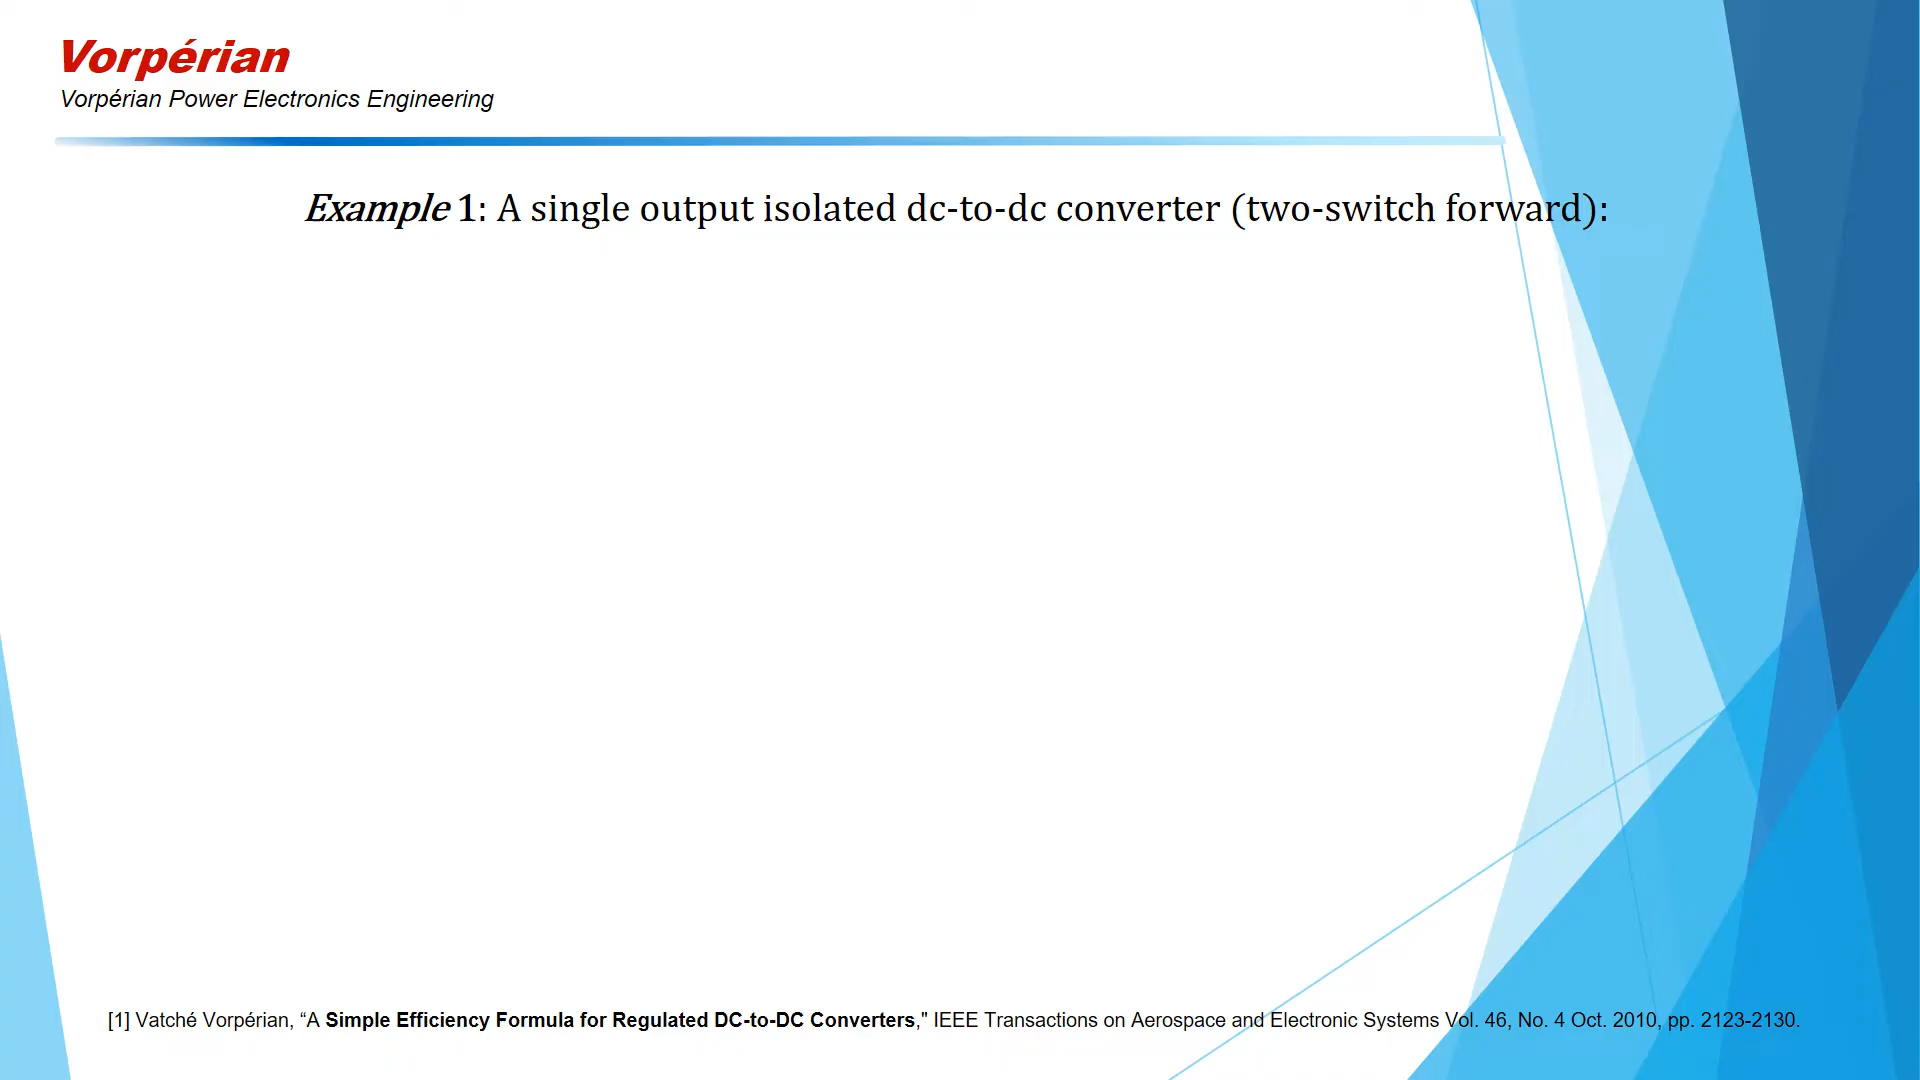 Vorpérian
Vorpérian Power Electronics Engineering
Example 1: A single output isolated dc-to-dc converter (two-switch forward):
[1] Vatché Vorpérian, “A Simple Efficiency Formula for Regulated DC-to-DC Converters," IEEE Transactions on Aerospace and Electronic Systems Vol. 46, No. 4 Oct. 2010, pp. 2123-2130.